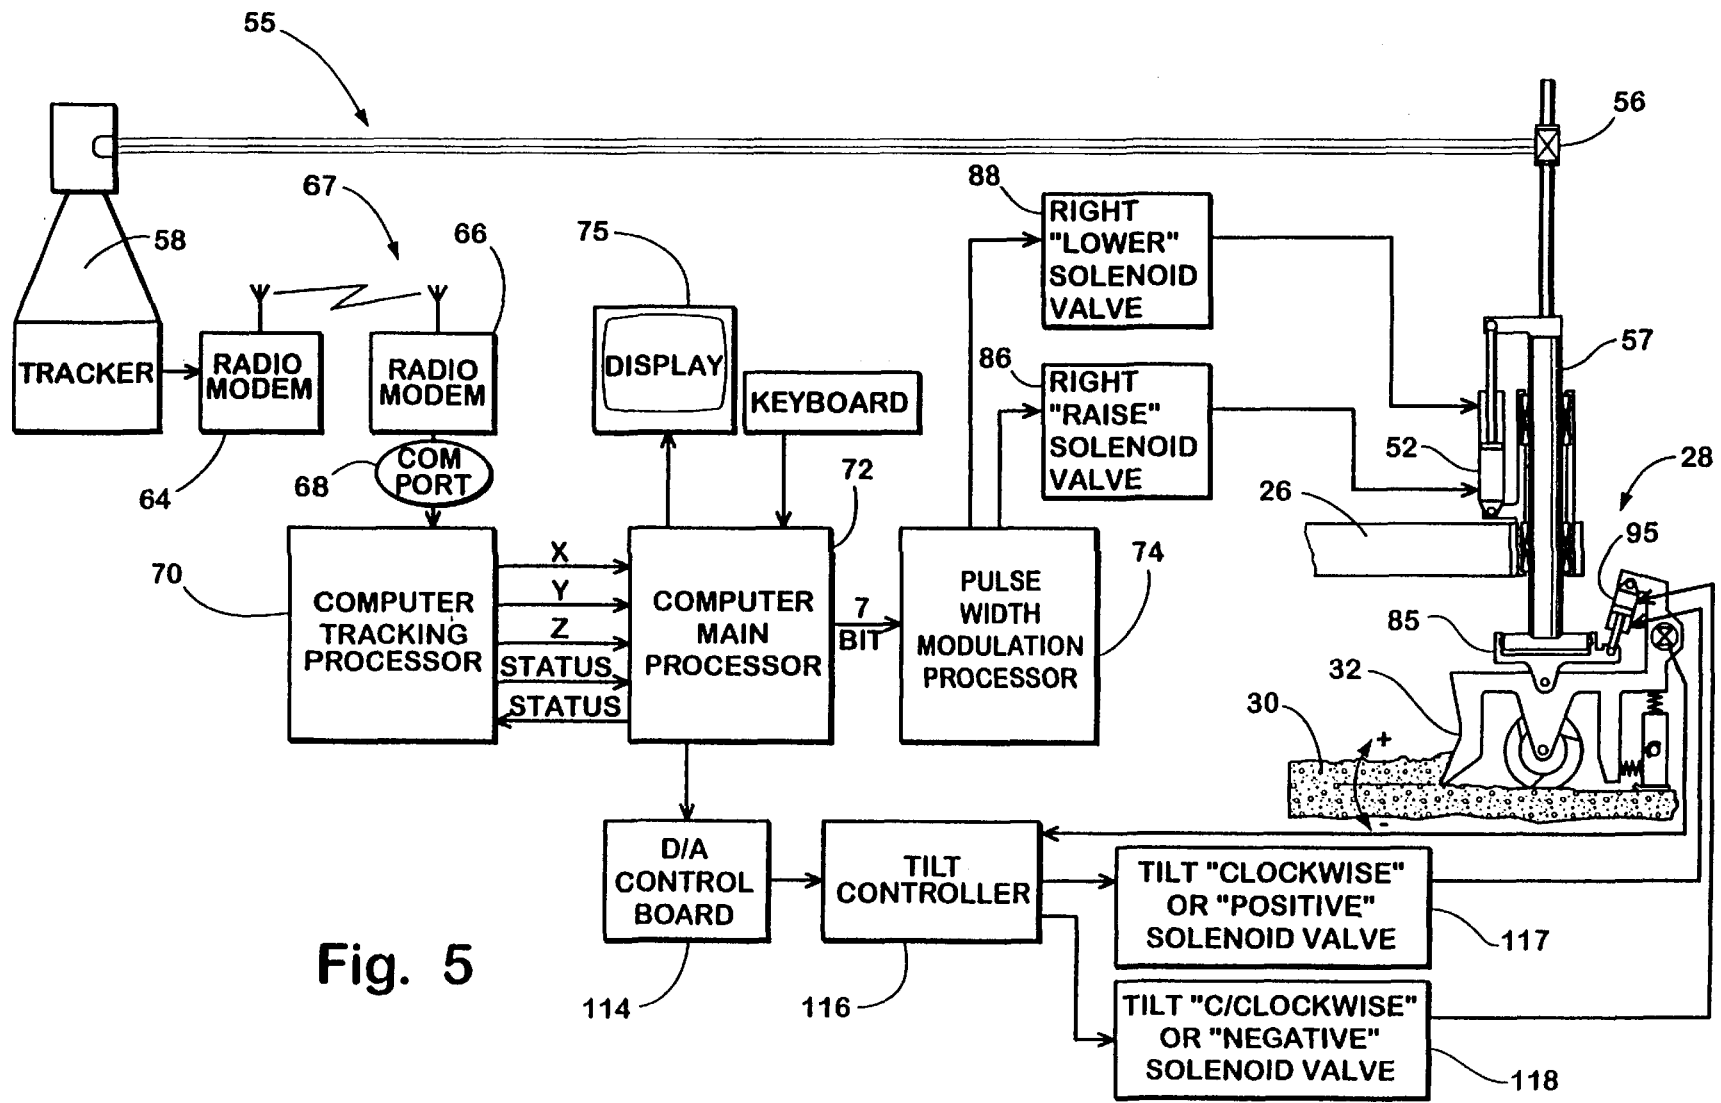 55
56
67
88
58
66
75
RIGHT
"LOWER"
SOLENOID
VALVE
57
TRACKER
RADIO
MODEM
RADIO
MODEM
DISPLAY
KEYBOARD
86
RIGHT
"RAISE"
SOLENOID
VALVE
52
28
64
68
COM
PORT
72
26
95
70
COMPUTER
TRACKING
PROCESSOR
X
Y
Z
STATUS
STATUS
COMPUTER
MAIN
PROCESSOR
7
BIT
PULSE
WIDTH
MODULATION
PROCESSOR
74
85
32
30
+
-
D/A
CONTROL
BOARD
TILT
CONTROLLER
TILT "CLOCKWISE"
OR "POSITIVE"
SOLENOID VALVE
117
TILT "C/CLOCKWISE"
OR "NEGATIVE"
SOLENOID VALVE
118
114
116
Fig. 5